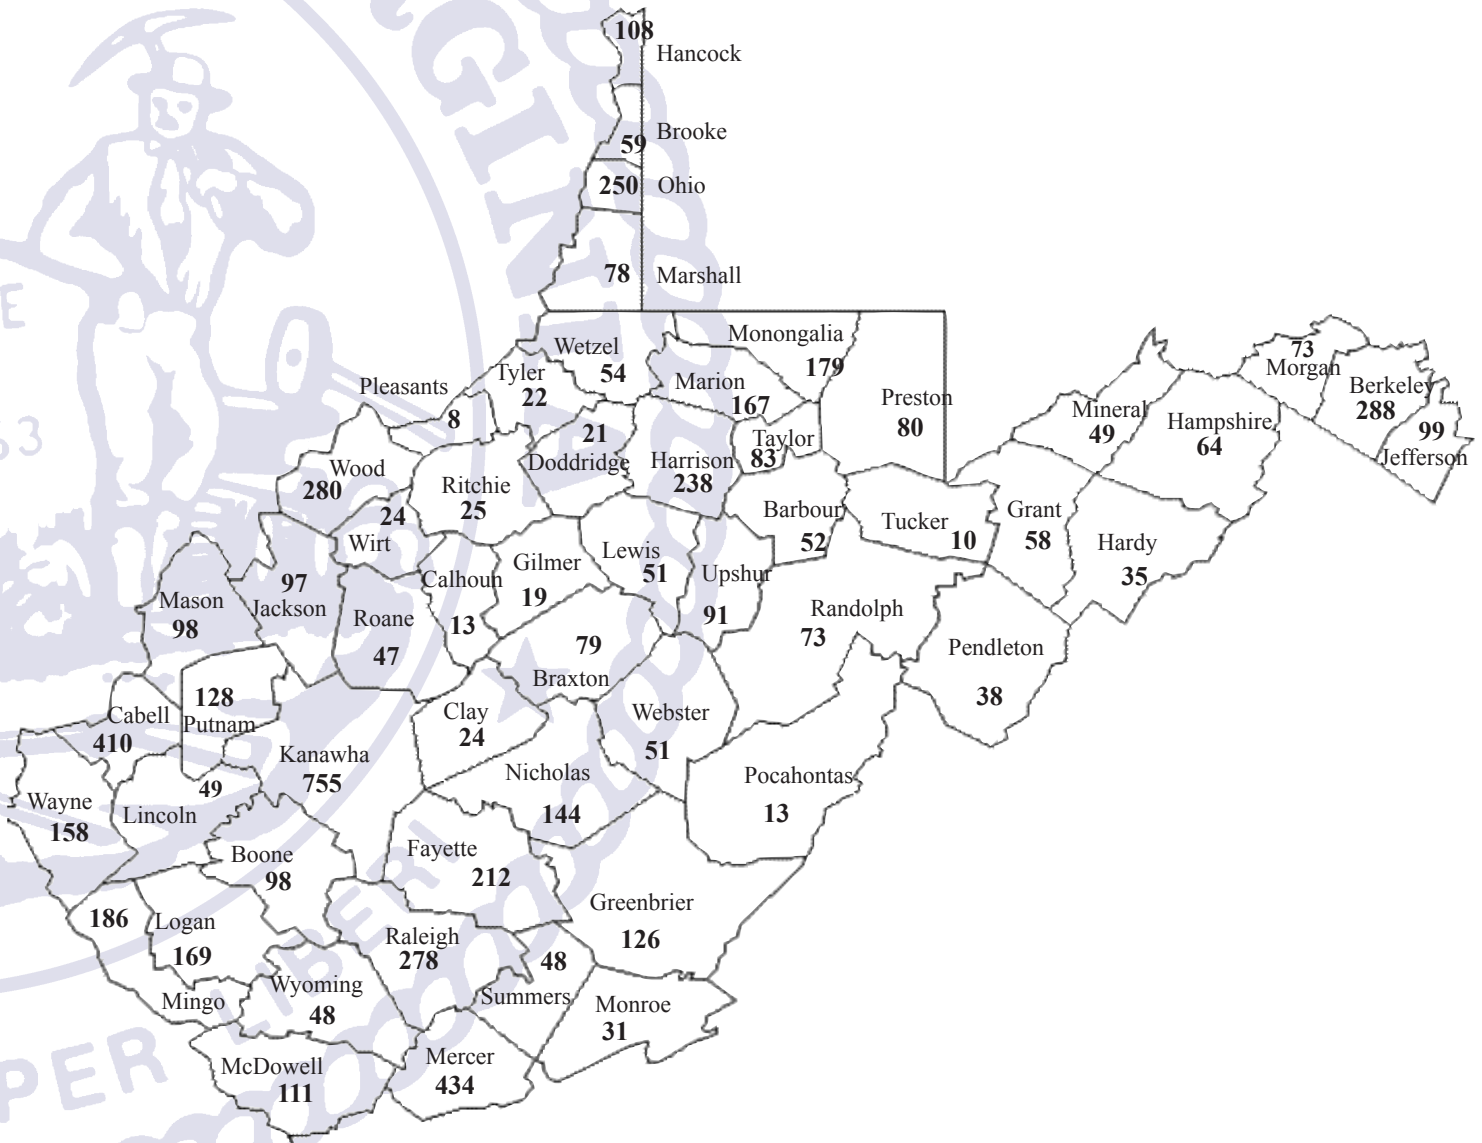 108
Hancock
Brooke
59
250 Ohio
78 Marshall
Monongalia
179
Wetzel
54
Tyler
22
Pleasants
8
Marion
167
Preston
80
73
Morgan
Berkeley
288
99
Jefferson
Mineral
49
Hampshire
64
21
Doddridge
Taylor
83
Harrison
238
Wood
280
Ritchie
25
24
Wirt
Barbour
52
Tucker
10
Grant
58
Hardy
35
Lewis
51
Gilmer
19
Calhoun
13
Upshur
91
97
Jackson
Mason
98
Roane
47
Randolph
73
Pendleton
38
79
Braxton
128
Putnam
Cabell
410
Clay
24
Webster
51
Kanawha
755
Nicholas
144
Pocahontas
13
49
Lincoln
Wayne
158
Boone
98
Fayette
212
Greenbrier
126
186
Logan
169
Raleigh
278
48
Summers
Mingo
Wyoming
48
Monroe
31
McDowell
111
Mercer
434
GINIA
E
63
PER LIBERI